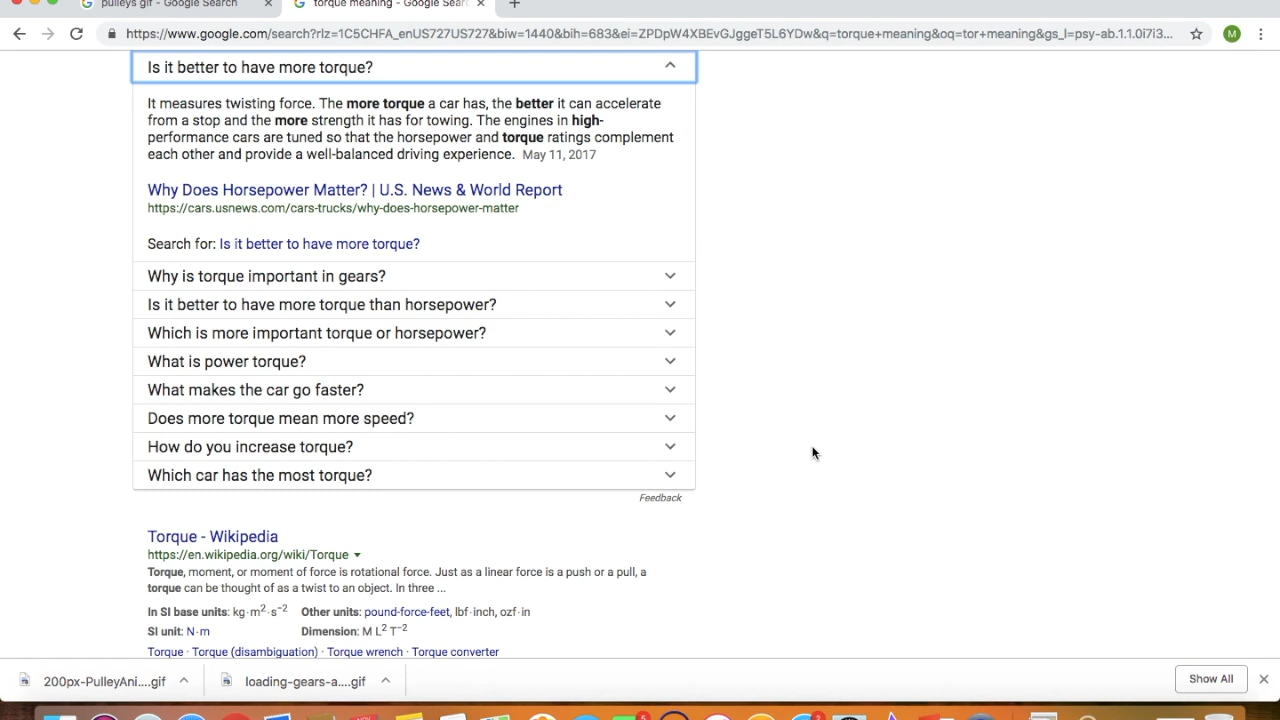 pulleys gif - Google Search
torque meaning - Google Sear
https://www.google.com/search?rlz=1C5CHFA_enUS727US727&biw=1440&bih=683&ei=ZPDpW4XBEvGJggeT5L6YDw&q=torque+meaning&oq=tor+meaning&gs_l=psy-ab.1.1.0i7i3...
M
Is it better to have more torque?
It measures twisting force. The more torque a car has, the better it can accelerate
from a stop and the more strength it has for towing. The engines in high-
performance cars are tuned so that the horsepower and torque ratings complement
each other and provide a well-balanced driving experience. May 11, 2017
Why Does Horsepower Matter? | U.S. News & World Report
https://cars.usnews.com/cars-trucks/why-does-horsepower-matter
Search for: Is it better to have more torque?
Why is torque important in gears?
Is it better to have more torque than horsepower?
Which is more important torque or horsepower?
What is power torque?
What makes the car go faster?
Does more torque mean more speed?
How do you increase torque?
Which car has the most torque?
Feedback
Torque - Wikipedia
https://en.wikipedia.org/wiki/Torque
Torque, moment, or moment of force is rotational force. Just as a linear force is a push or a pull, a
torque can be thought of as a twist to an object. In three ...
In SI base units: kg·m²·s⁻² Other units: pound-force-feet, lbf·inch, ozf·in
SI unit: N·m Dimension: M L² T⁻²
Torque · Torque (disambiguation) · Torque wrench · Torque converter
200px-PulleyAni....gif
loading-gears-a....gif
Show All